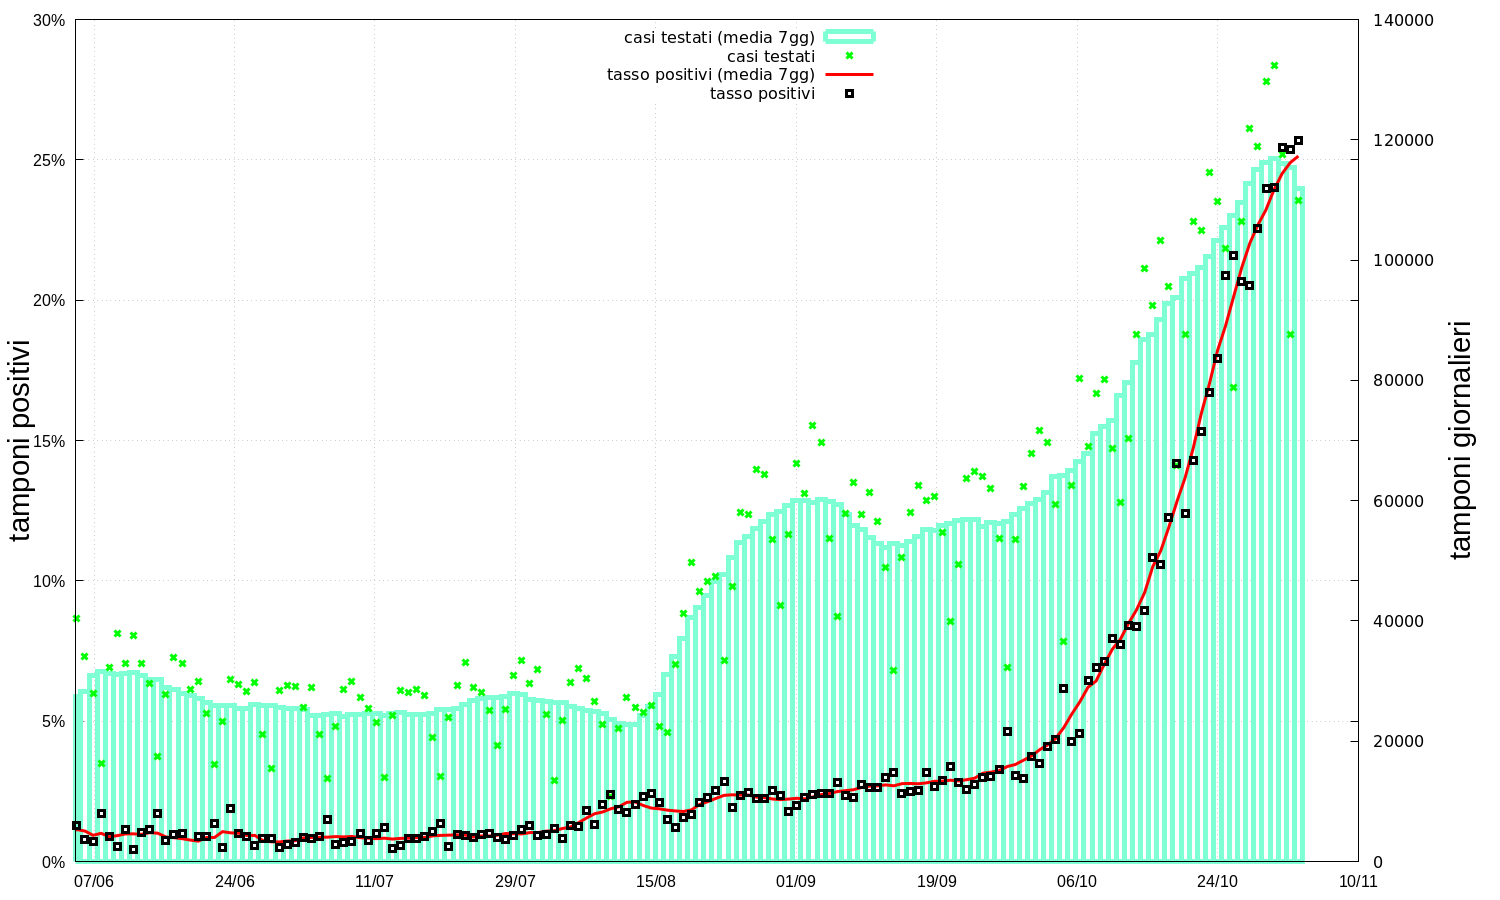 casi testati (media 7gg)
casi testati
tasso positivi (media 7gg)
tasso positivi
30%
25%
20%
15%
10%
5%
0%
tamponi positivi
140000
120000
100000
80000
60000
40000
20000
0
tamponi giornalieri
07/06 24/06 11/07 29/07 15/08 01/09 19/09 06/10 24/10 10/11